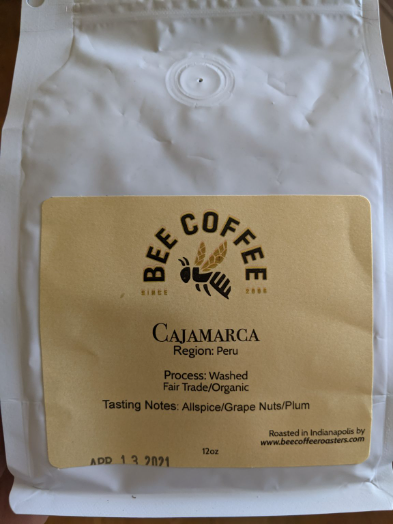 BEE COFFEE
SINCE
CAJAMARCA
Region: Peru
Process: Washed
Fair Trade/Organic
Tasting Notes: Allspice/Grape Nuts/Plum
Roasted in Indianapolis by
www.beecoffeeroasters.com
12oz
APR 13 2021